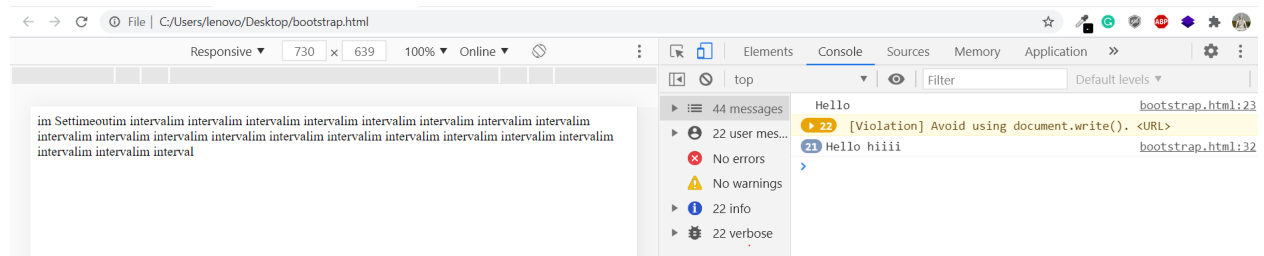 File | C:/Users/lenovo/Desktop/bootstrap.html
ABP
Responsive ▼ 730 × 639 100% ▼ Online ▼
Elements Console Sources Memory Application »
top ▼ Filter Default levels ▼
im Settimeoutim intervalim intervalim intervalim intervalim intervalim intervalim intervalim intervalim
intervalim intervalim intervalim intervalim intervalim intervalim intervalim intervalim intervalim intervalim
intervalim intervalim interval
44 messages
22 user mes...
No errors
No warnings
22 info
22 verbose
Hello bootstrap.html:23
22 [Violation] Avoid using document.write(). <URL>
21 Hello hiiii bootstrap.html:32